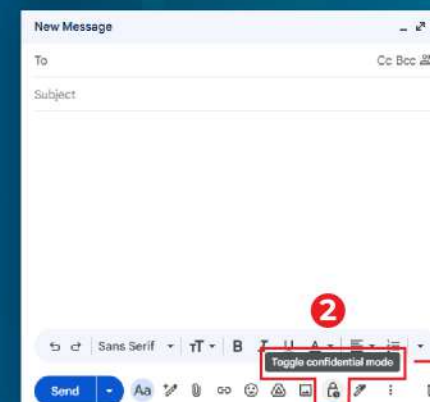 New Message
To Cc Bcc
Subject
2
Sans Serif B I U A
Toggle confidential mode
Send Aa